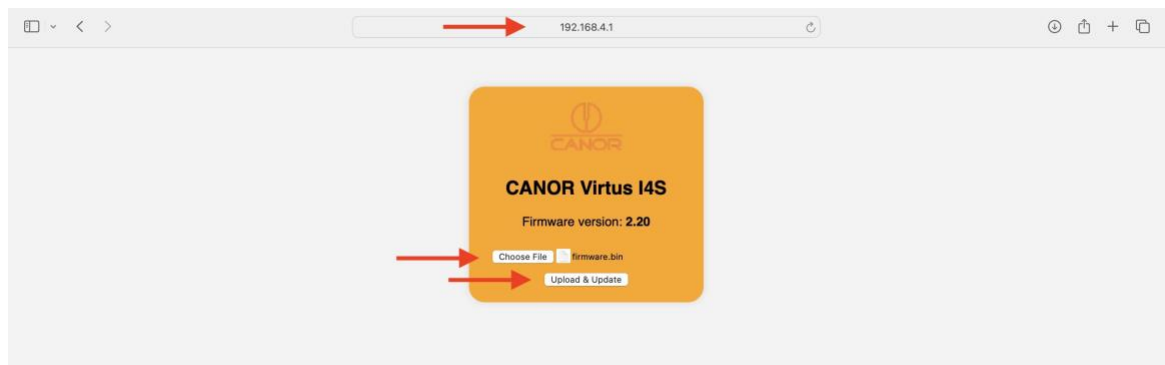 192.168.4.1
CANOR
CANOR Virtus I4S
Firmware version: 2.20
Choose File firmware.bin
Upload & Update